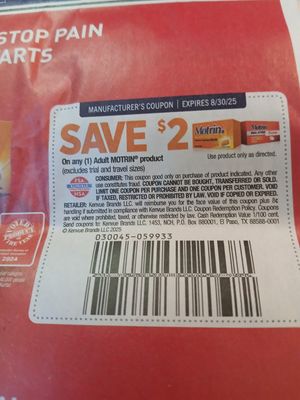 STOP PAIN
ARTS
MANUFACTURER'S COUPON | EXPIRES 8/30/25
SAVE $2
Motrin
Motrin
On any (1) Adult MOTRIN® product
(excludes trial and travel sizes)
Use product only as directed.
CONSUMER: This coupon good only on purchase of product indicated. Any other
use constitutes fraud. COUPON CANNOT BE BOUGHT, TRANSFERRED OR SOLD.
LIMIT ONE COUPON PER PURCHASE AND ONE COUPON PER CUSTOMER. VOID
IF TAXED, RESTRICTED OR PROHIBITED BY LAW. VOID IF COPIED OR EXPIRED.
RETAILER: Kenvue Brands LLC will reimburse you for the face value of this coupon plus 8¢
handling if submitted in compliance with Kenvue Brands LLC Coupon Redemption Policy. Coupons
are void where prohibited, taxed, or otherwise restricted by law. Cash Redemption Value 1/100 cent.
Send coupons to: Kenvue Brands LLC 1453, NCH, P.O. Box 880001, El Paso, TX 88588-0001
© Kenvue Brands LLC 2025
030045-059933
2024